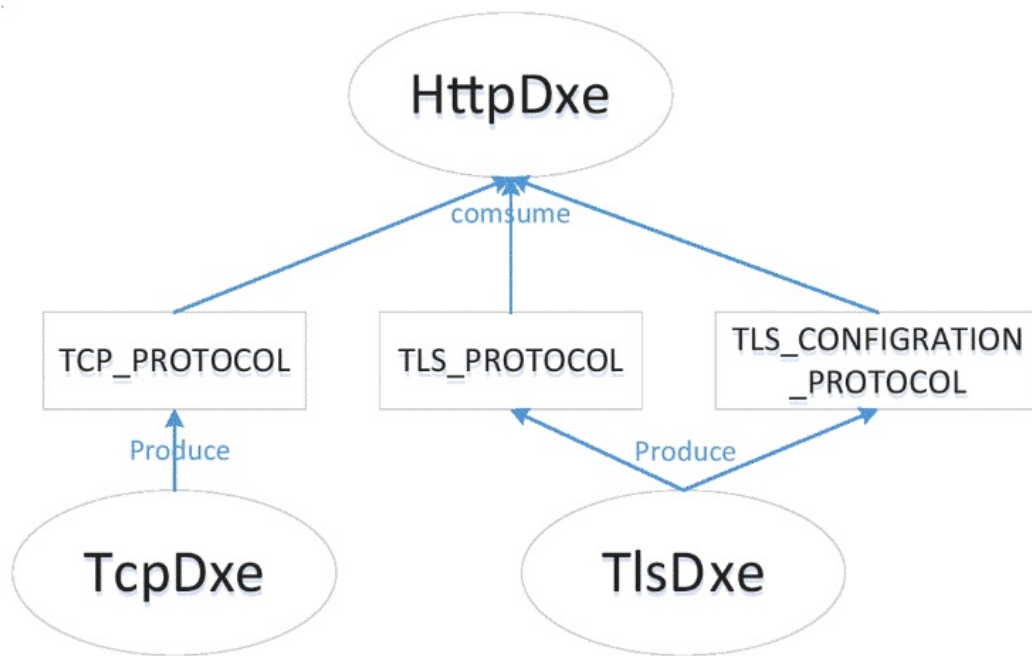 HttpDxe
comsume
TCP_PROTOCOL
TLS_PROTOCOL
TLS_CONFIGRATION
_PROTOCOL
Produce
Produce
TcpDxe
TlsDxe